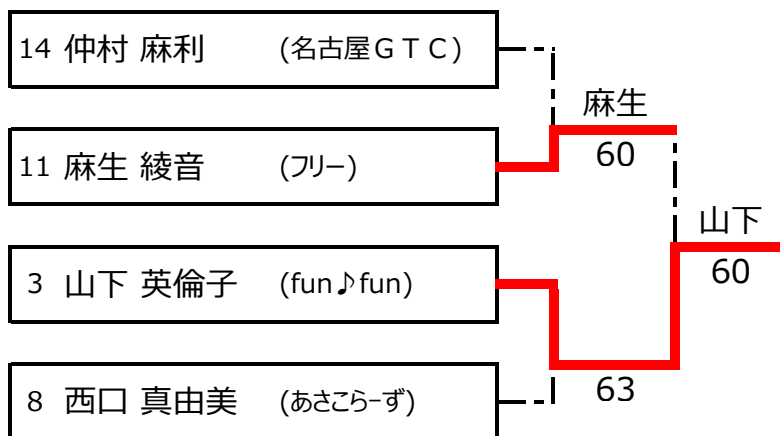 14 仲村 麻利 (名古屋ＧＴＣ)
麻生
60
11 麻生 綾音 (フリー)
山下
60
3 山下 英倫子 (fun♪fun)
63
8 西口 真由美 (あさこらーず)